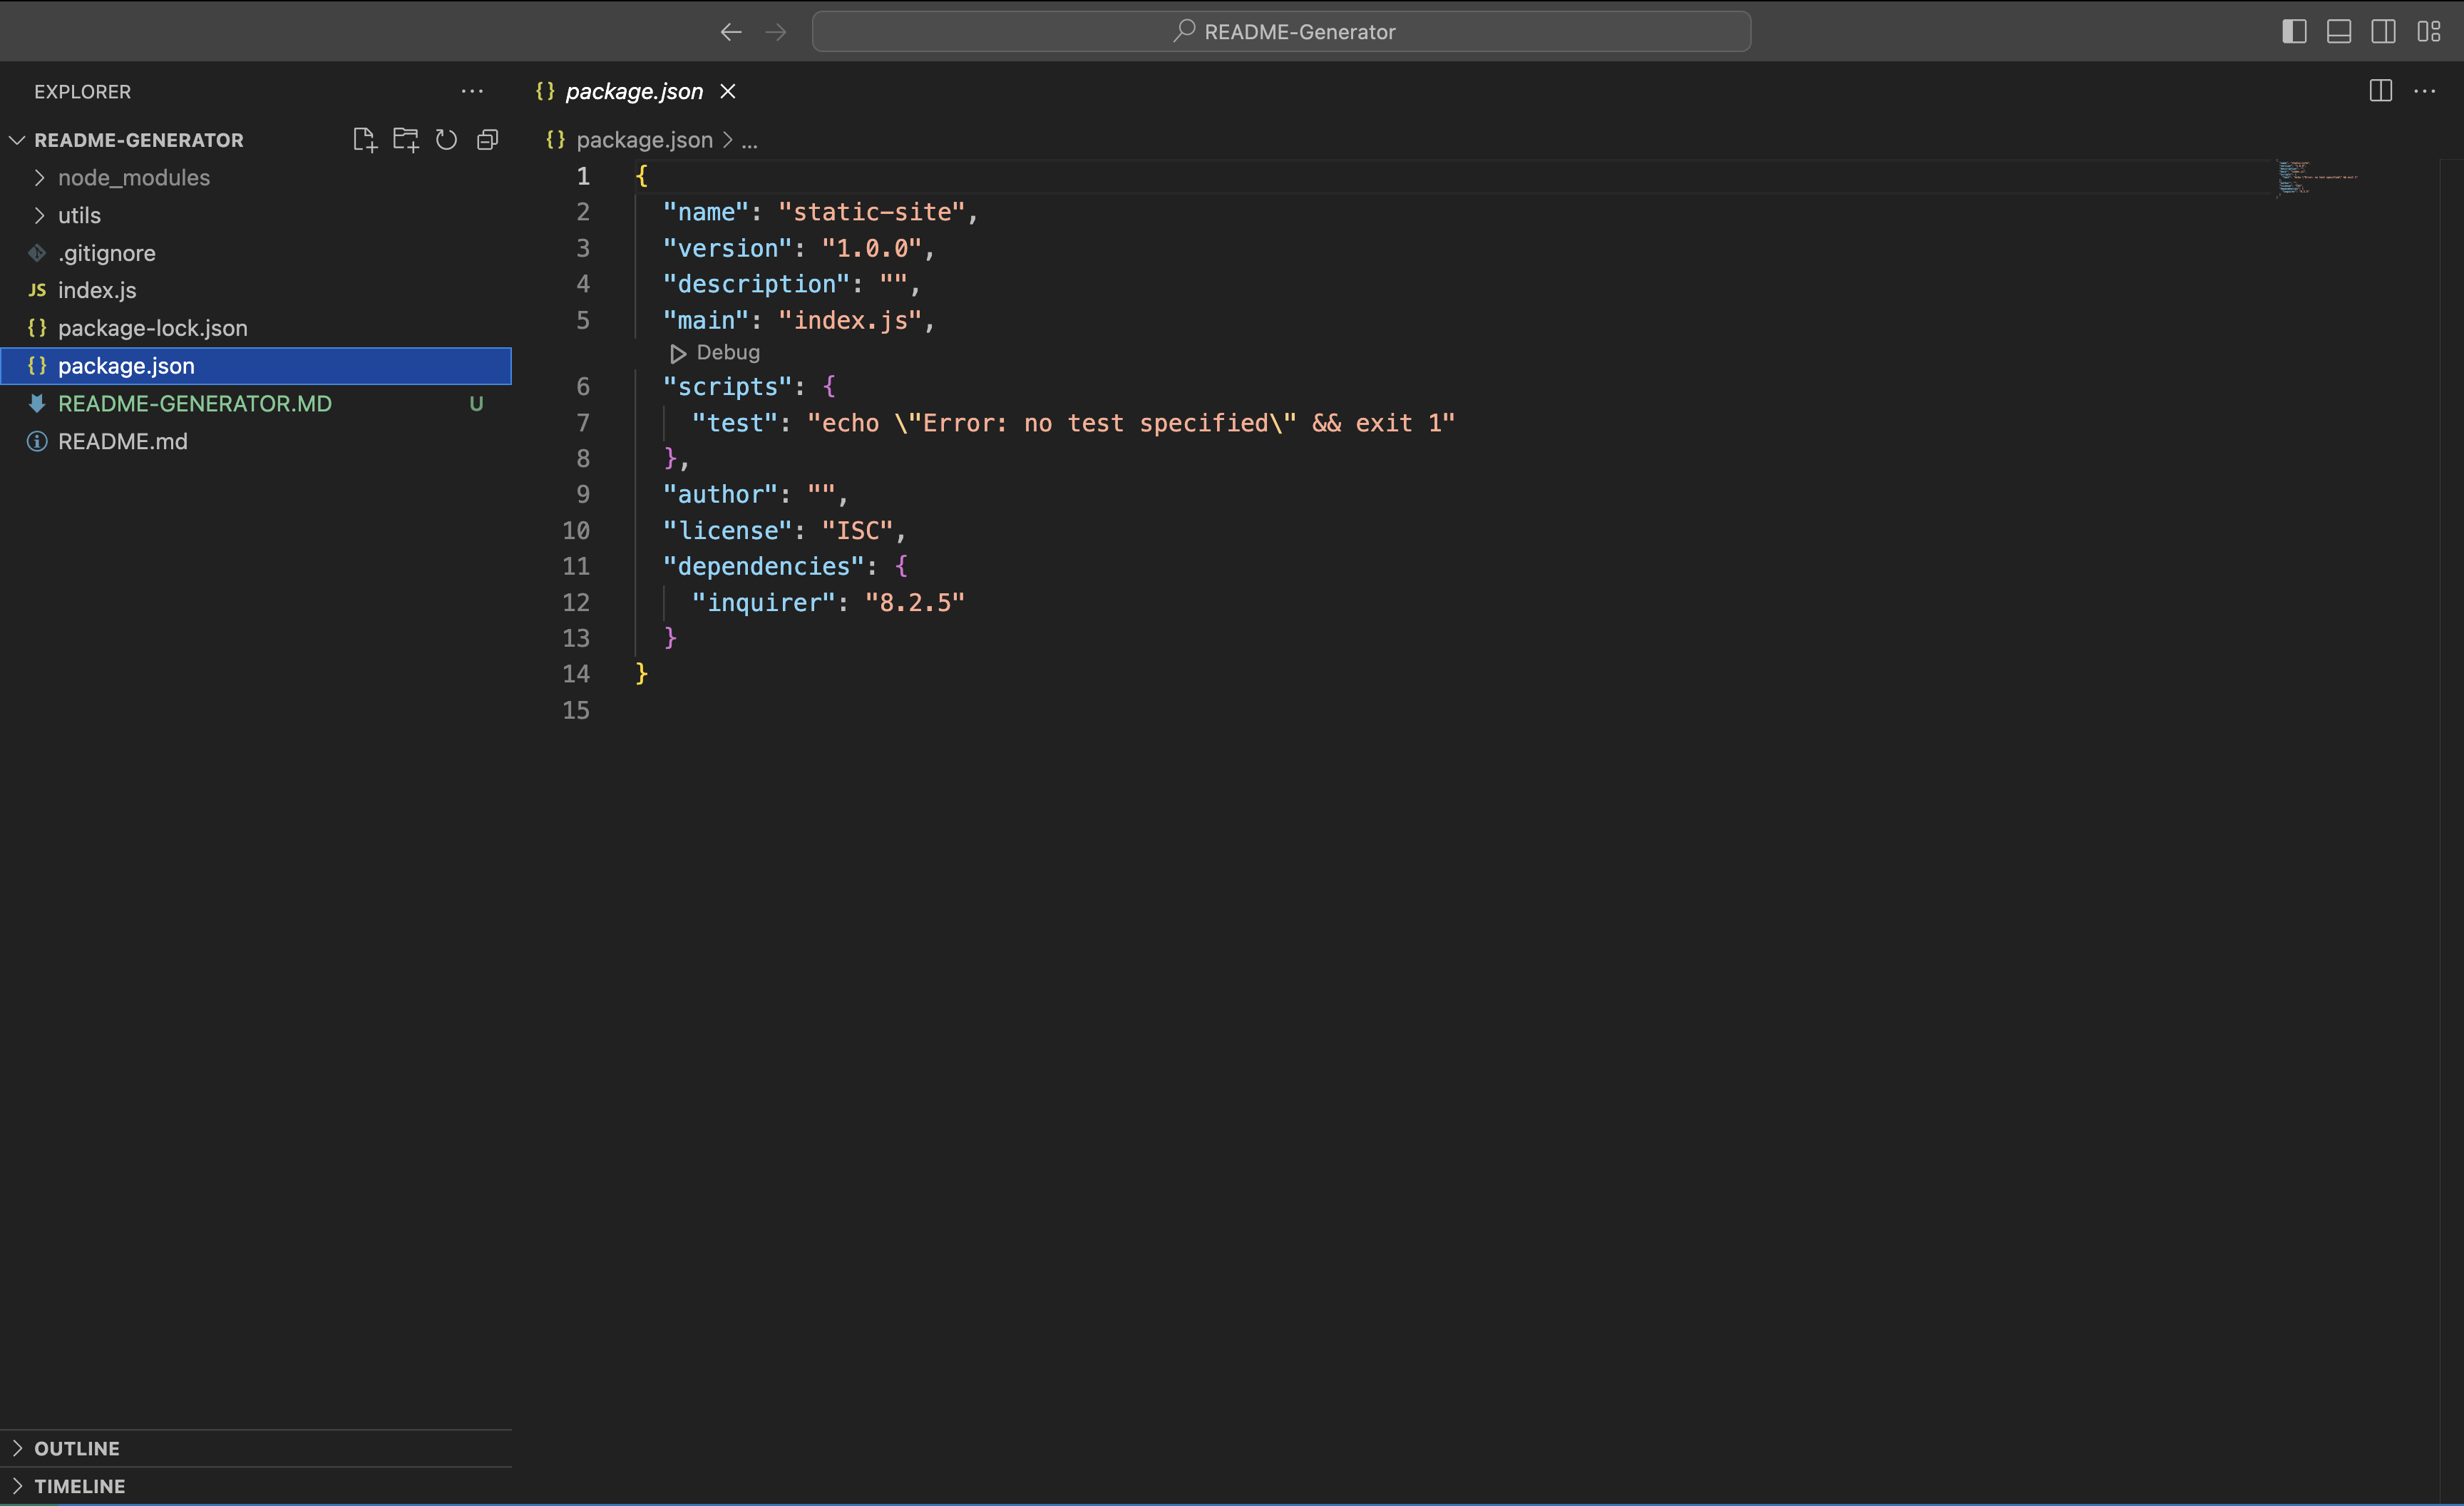 README-Generator
EXPLORER
README-GENERATOR
node_modules
utils
.gitignore
JS index.js
{} package-lock.json
{} package.json
README-GENERATOR.MD U
README.md
OUTLINE
TIMELINE
{} package.json
{} package.json > ...
1 {
2 "name": "static-site",
3 "version": "1.0.0",
4 "description": "",
5 "main": "index.js",
Debug
6 "scripts": {
7 "test": "echo \"Error: no test specified\" && exit 1"
8 },
9 "author": "",
10 "license": "ISC",
11 "dependencies": {
12 "inquirer": "8.2.5"
13 }
14 }
15